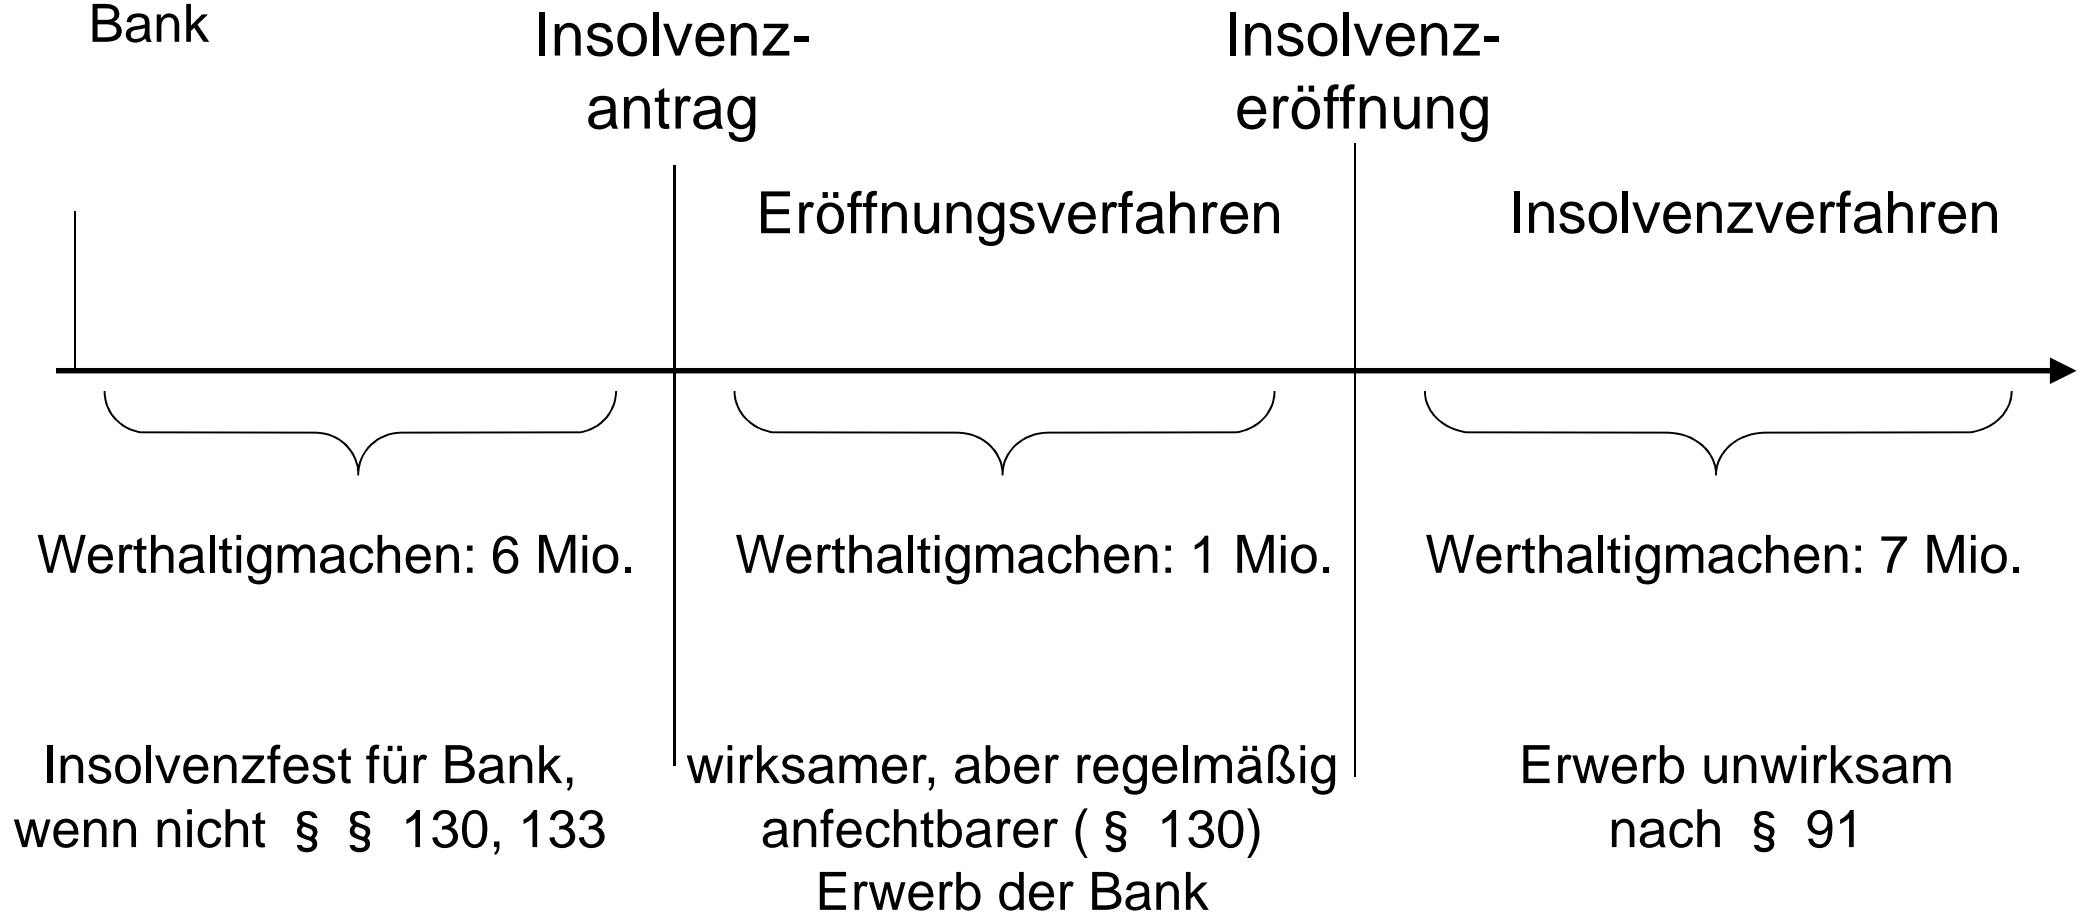 Bank
Insolvenz-
antrag
Insolvenz-
eröffnung
Eröffnungsverfahren
Insolvenzverfahren
Werthaltigmachen: 6 Mio.
Werthaltigmachen: 1 Mio.
Werthaltigmachen: 7 Mio.
Insolvenzfest für Bank,
wenn nicht § § 130, 133
wirksamer, aber regelmäßig
anfechtbarer ( § 130)
Erwerb der Bank
Erwerb unwirksam
nach § 91